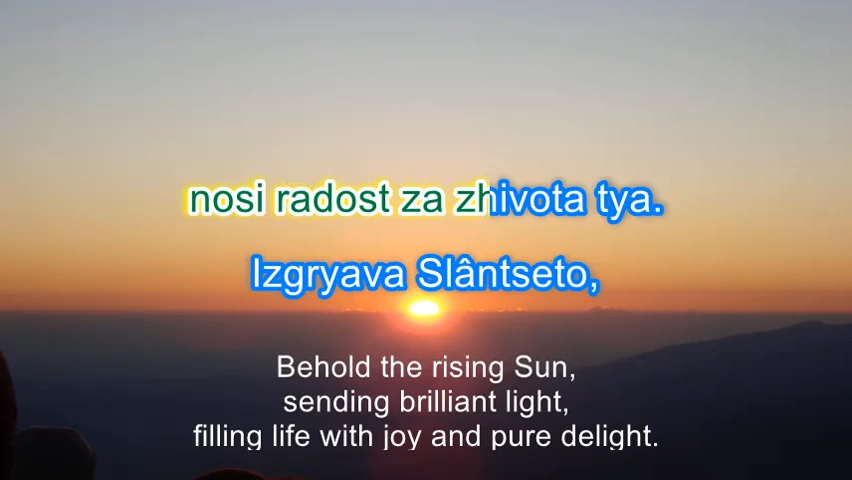 nosi radost za zhivota tya.
Izgryava Slântseto,
Behold the rising Sun,
sending brilliant light,
filling life with joy and pure delight.